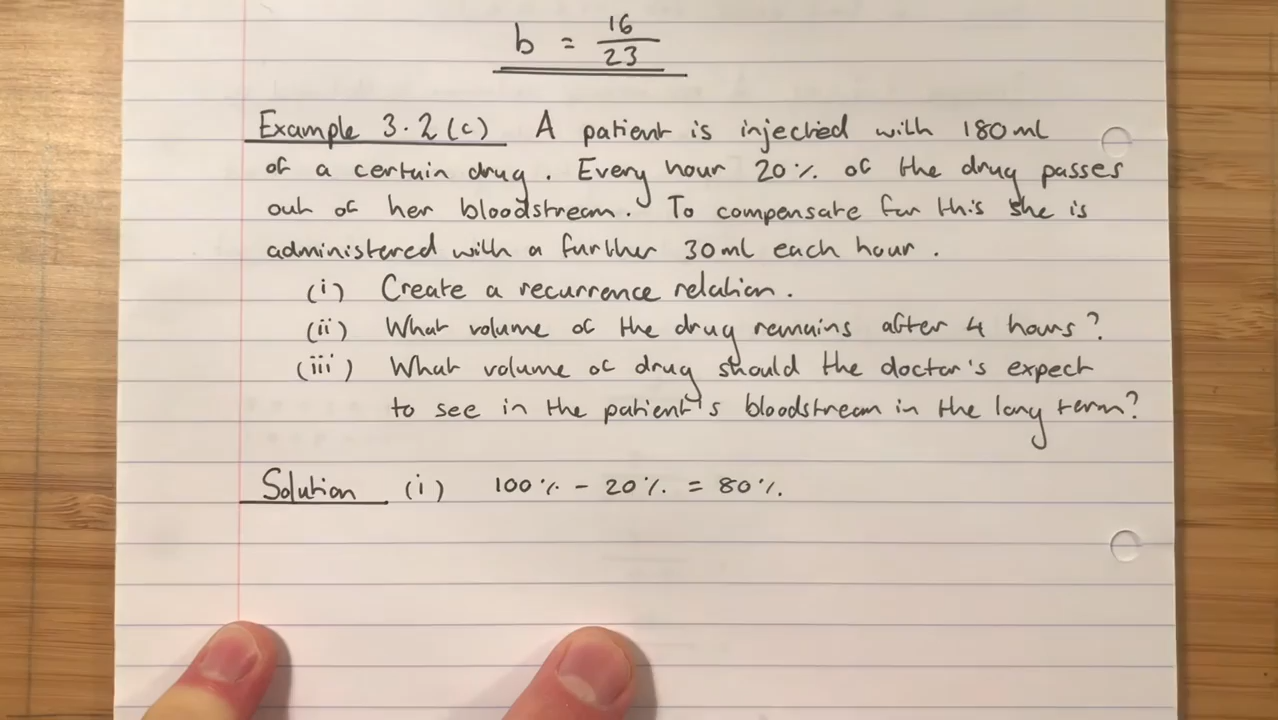 b = 16/23
Example 3.2(c) A patient is injected with 180ml
of a certain drug. Every hour 20% of the drug passes
out of her bloodstream. To compensate for this she is
administered with a further 30ml each hour.
(i) Create a recurrence relation.
(ii) What volume of the drug remains after 4 hours?
(iii) What volume of drug should the doctor's expect
to see in the patient's bloodstream in the long term?
Solution (i) 100% - 20% = 80%.